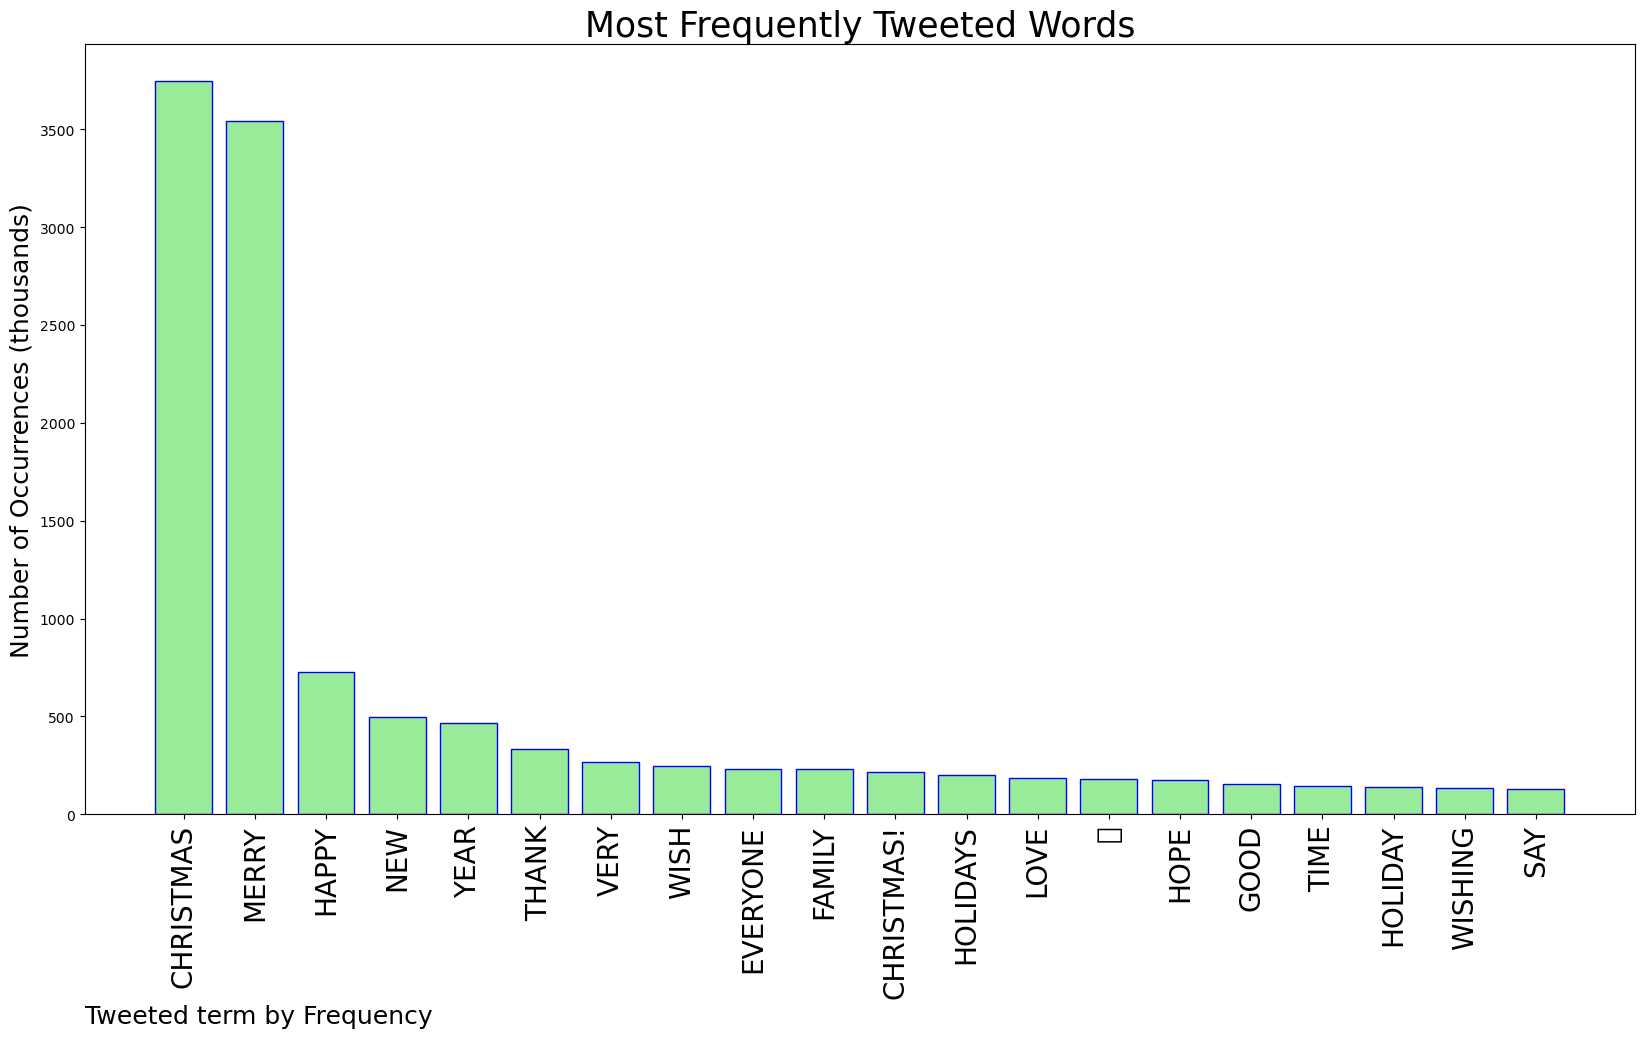 Most Frequently Tweeted Words
Number of Occurrences (thousands)
3500
3000
2500
2000
1500
1000
500
0
CHRISTMAS
MERRY
HAPPY
NEW
YEAR
THANK
VERY
WISH
EVERYONE
FAMILY
CHRISTMAS!
HOLIDAYS
LOVE
HOPE
GOOD
TIME
HOLIDAY
WISHING
SAY
Tweeted term by Frequency